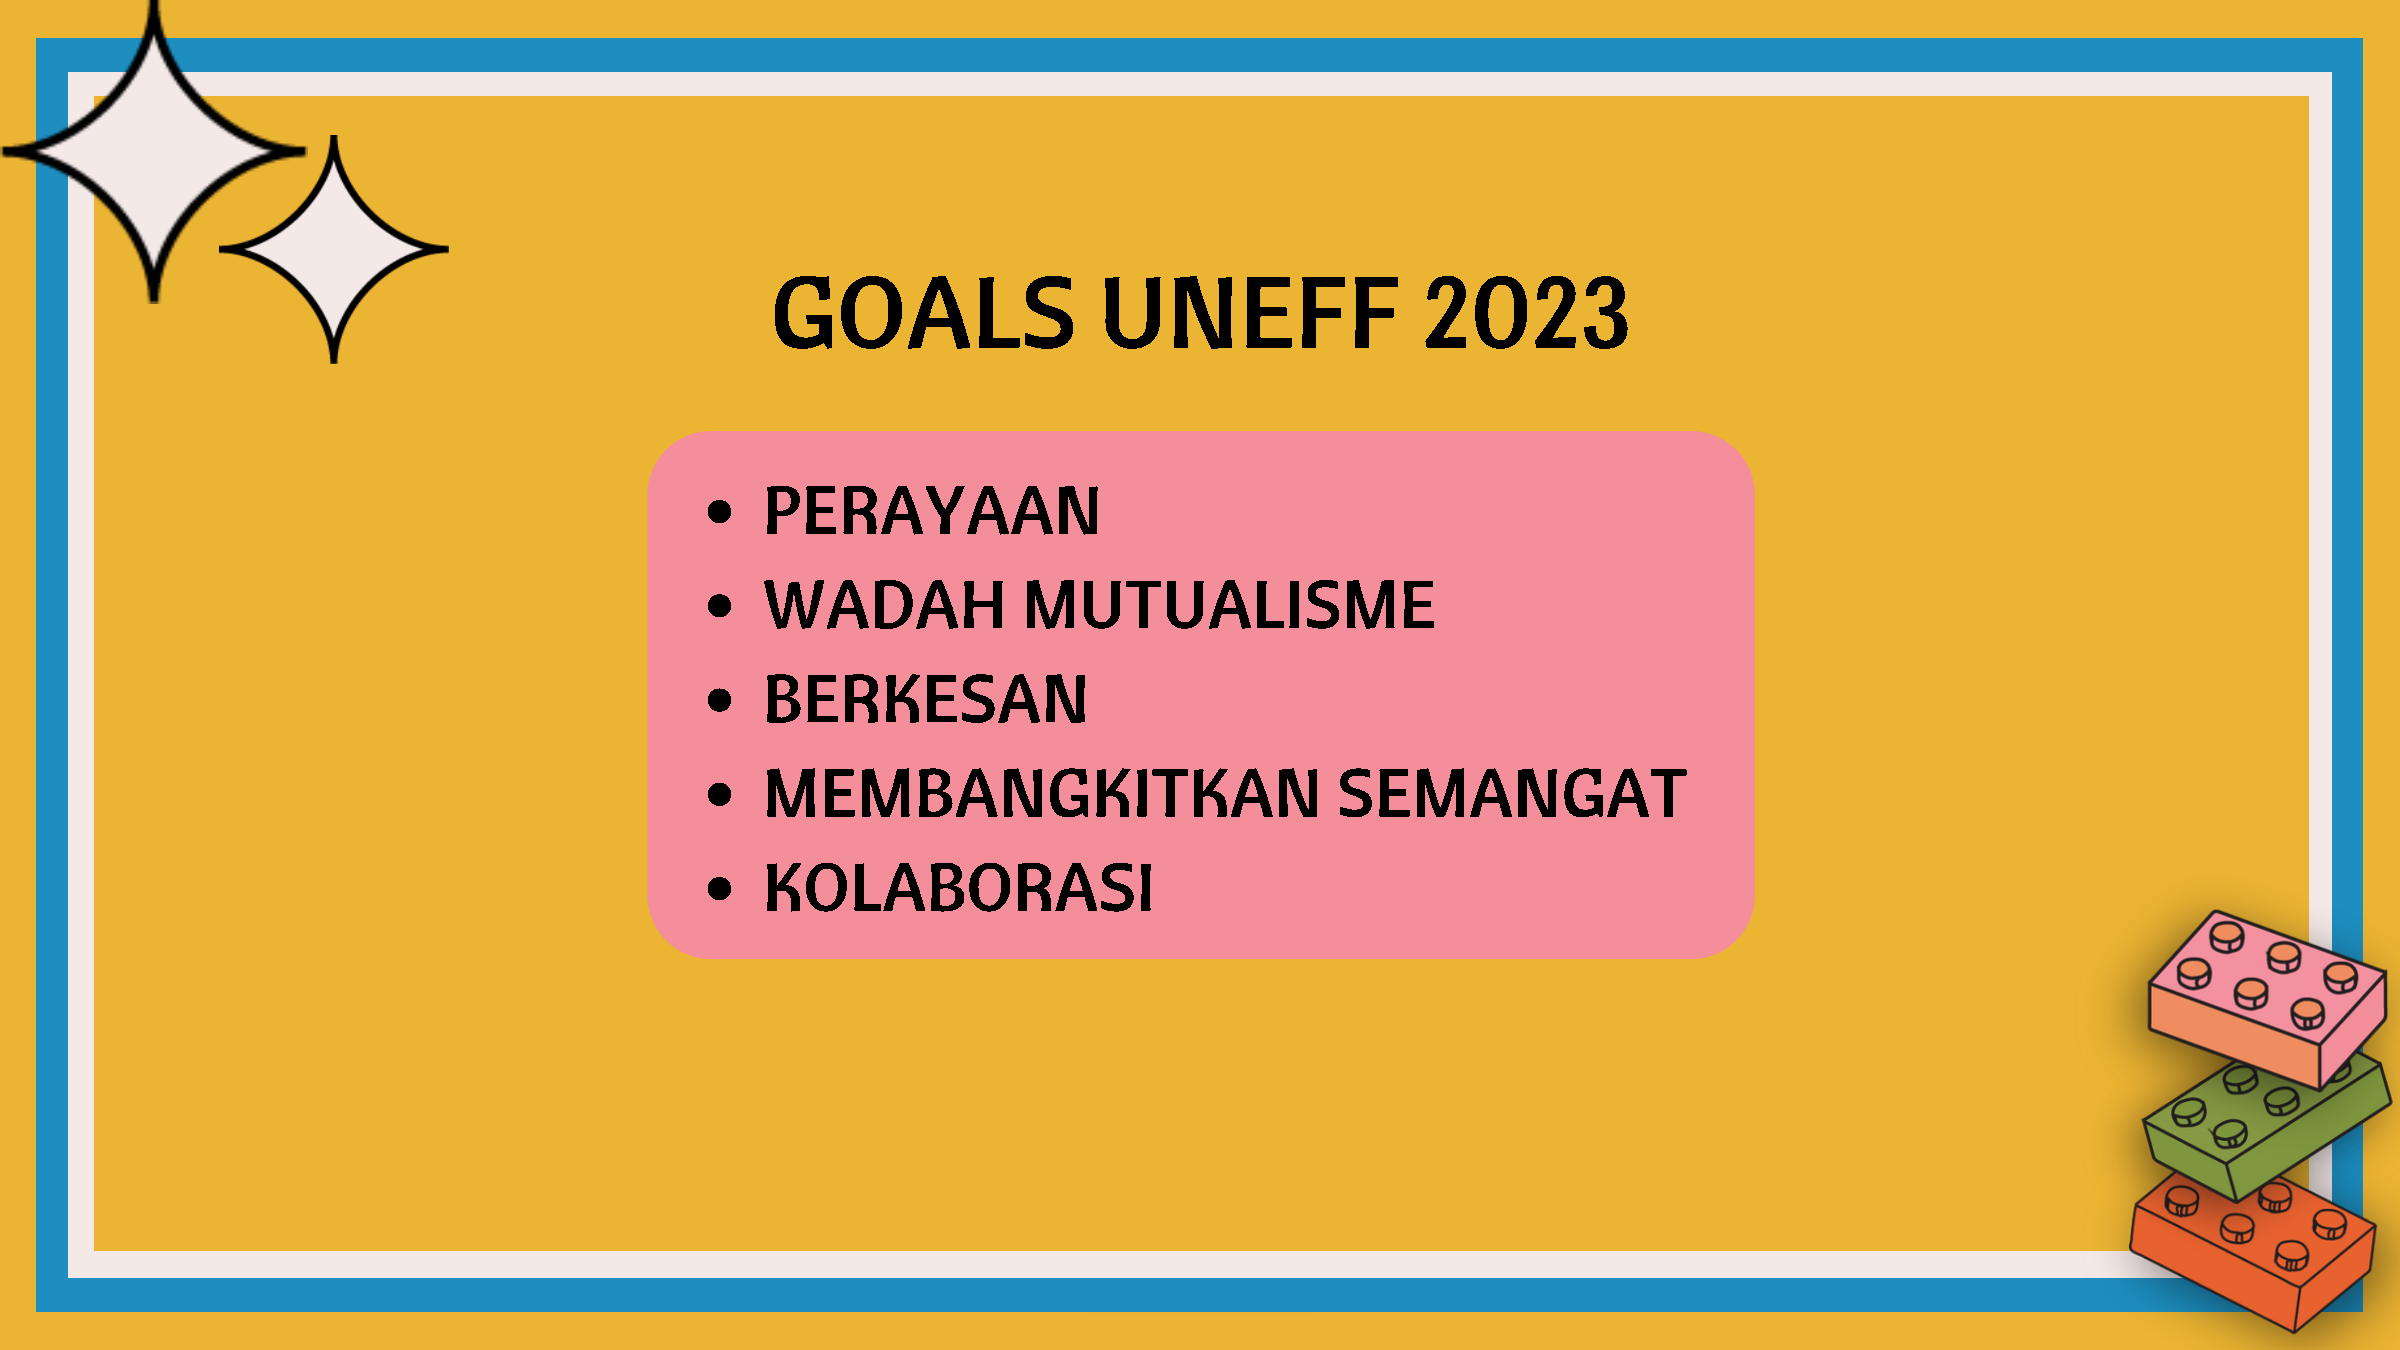 GOALS UNEFF 2023
• PERAYAAN
• WADAH MUTUALISME
• BERKESAN
• MEMBANGKITKAN SEMANGAT
• KOLABORASI